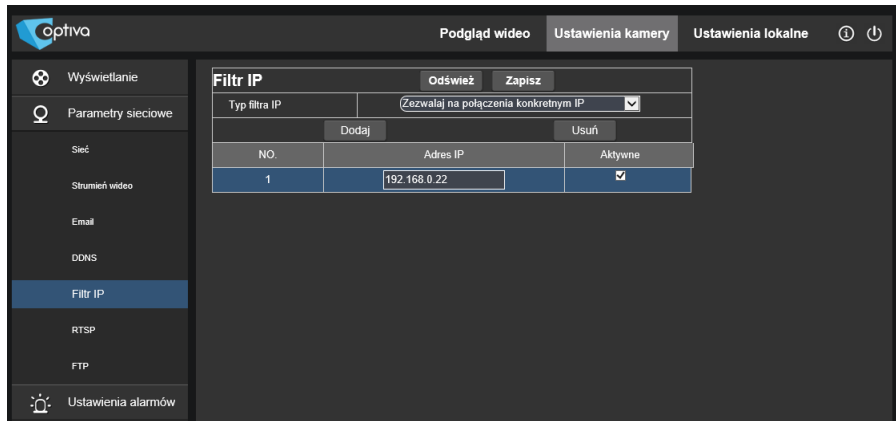 optiva
Podgląd wideo Ustawienia kamery Ustawienia lokalne
Wyświetlanie
Parametry sieciowe
Sieć
Strumień wideo
Email
DDNS
Filtr IP
RTSP
FTP
Ustawienia alarmów
Filtr IP Odśwież Zapisz
Typ filtra IP Zezwalaj na połączenia konkretnym IP
Dodaj Usuń
NO. Adres IP Aktywne
1 192.168.0.22